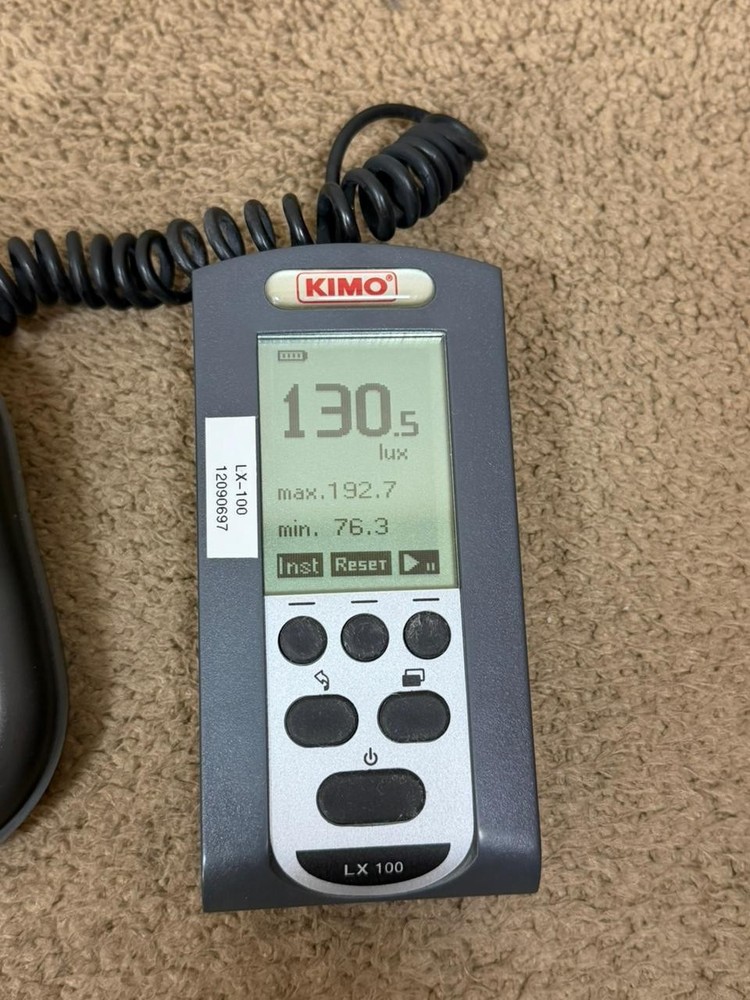 KIMO®
130.5
lux
max.192.7
min. 76.3
Inst Reset
LX-100
12090697
LX 100